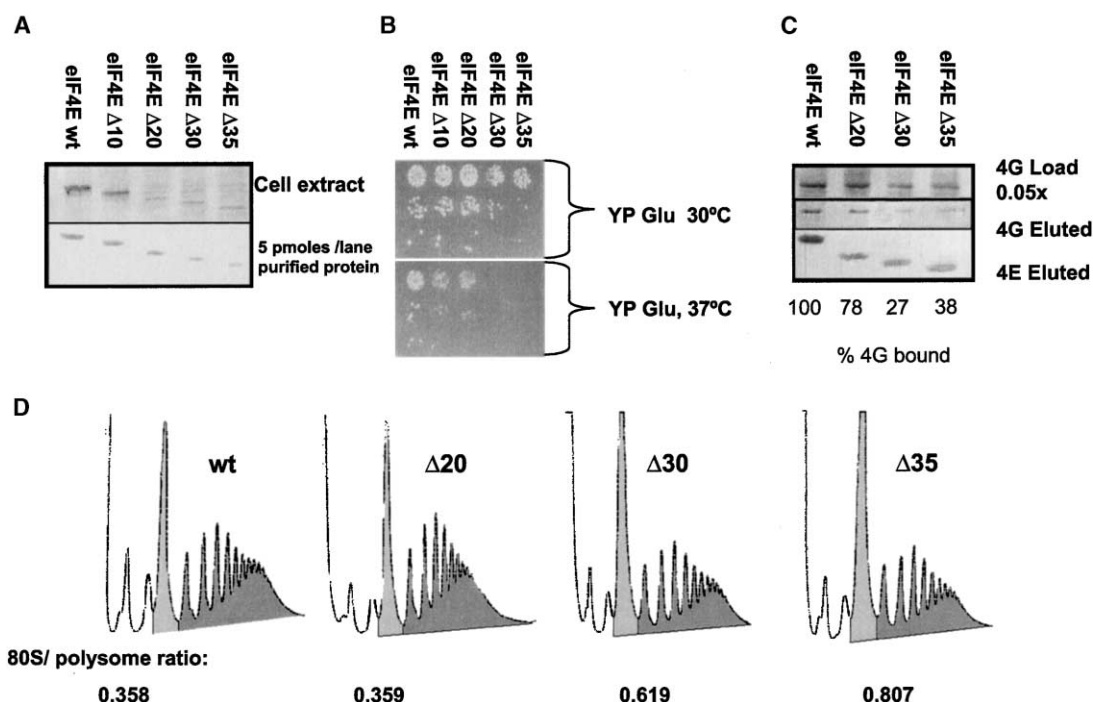 A
eIF4E wt
eIF4E Δ10
eIF4E Δ20
eIF4E Δ30
eIF4E Δ35
Cell extract
5 pmoles /lane
purified protein
B
eIF4E wt
eIF4E Δ10
eIF4E Δ20
eIF4E Δ30
eIF4E Δ35
YP Glu 30ºC
YP Glu, 37ºC
C
eIF4E wt
eIF4E Δ20
eIF4E Δ30
eIF4E Δ35
4G Load
0.05x
4G Eluted
4E Eluted
100 78 27 38
% 4G bound
D
wt
Δ20
Δ30
Δ35
80S/ polysome ratio:
0.358 0.359 0.619 0.807